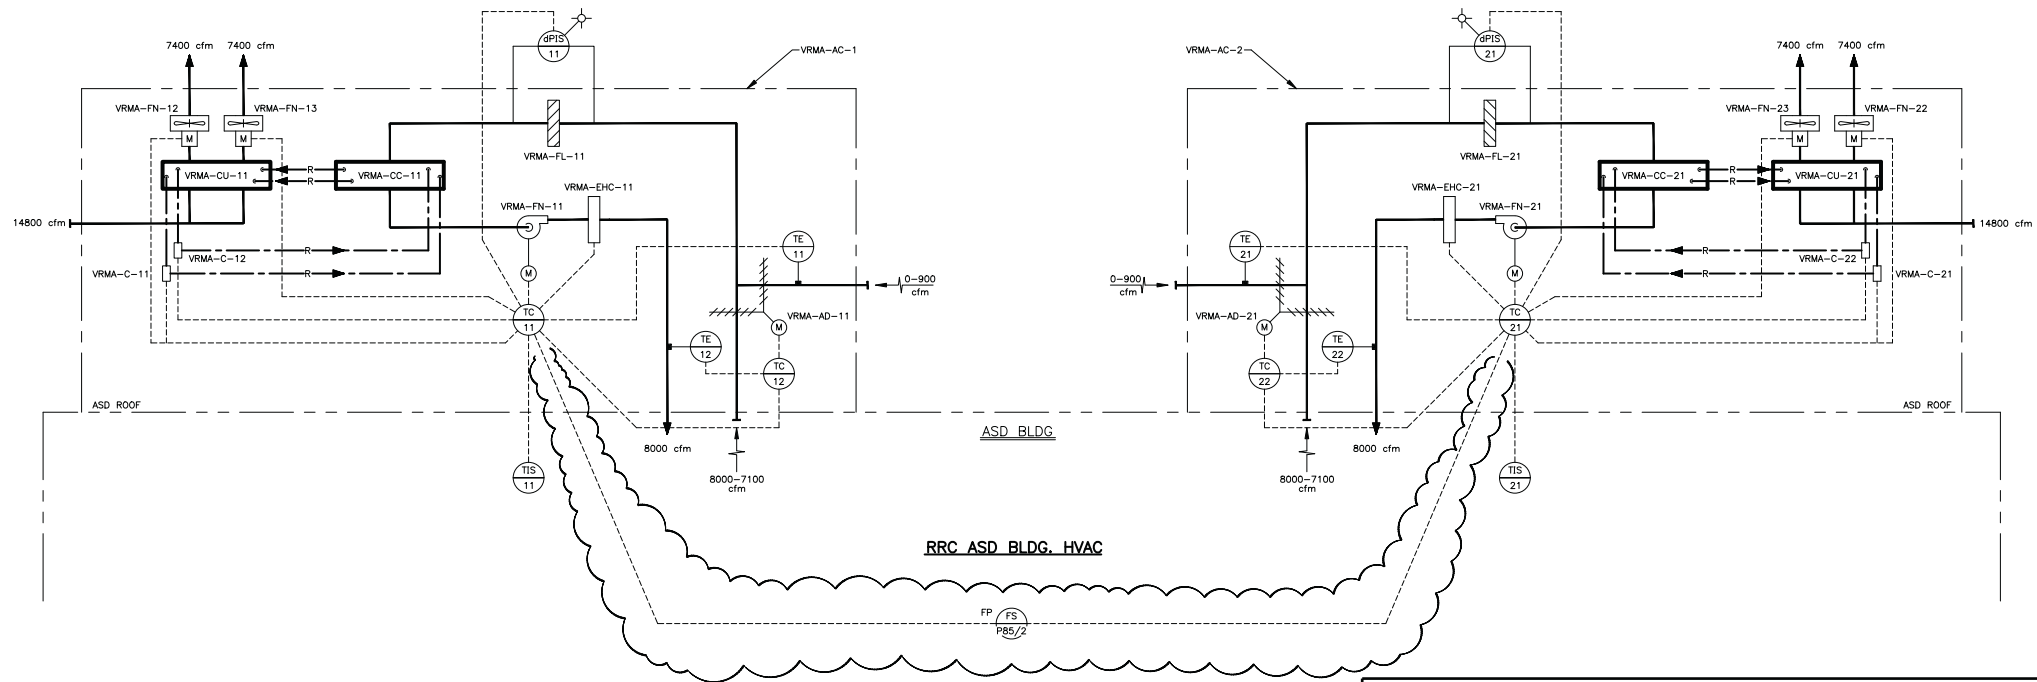 7400 cfm
7400 cfm
dPIS
11
VRMA-AC-1
VRMA-FN-12
VRMA-FN-13
M
M
VRMA-FL-11
VRMA-CU-11
R
R
VRMA-CC-11
VRMA-EHC-11
VRMA-FN-11
14800 cfm
VRMA-C-12
R
VRMA-C-11
R
M
TE
11
0-900
cfm
TC
11
VRMA-AD-11
M
TE
12
TC
12
ASD ROOF
8000 cfm
TIS
11
8000-7100
cfm
VRMA-AC-2
dPIS
21
7400 cfm
7400 cfm
VRMA-FN-23
VRMA-FN-22
M
M
VRMA-FL-21
VRMA-CC-21
R
R
VRMA-CU-21
VRMA-EHC-21
VRMA-FN-21
14800 cfm
R
VRMA-C-22
R
VRMA-C-21
TE
21
M
0-900
cfm
VRMA-AD-21
M
TC
21
TE
22
TC
22
ASD ROOF
8000 cfm
TIS
21
8000-7100
cfm
ASD BLDG
RRC ASD BLDG. HVAC
FP
FS
P85/2